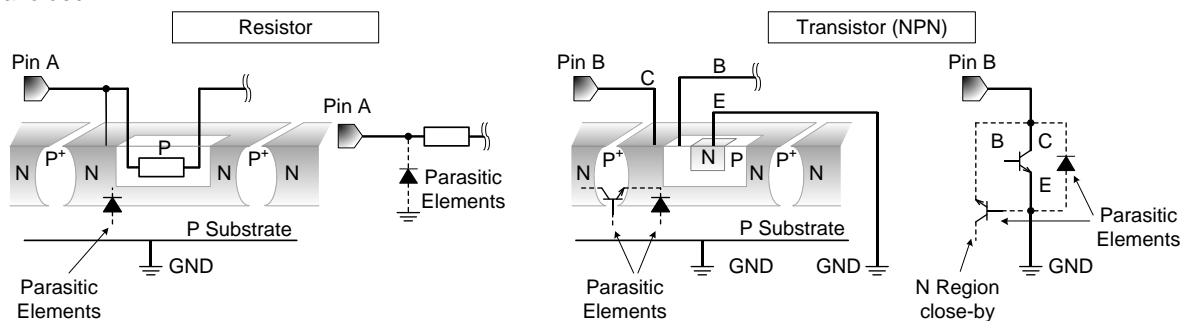 Resistor
Transistor (NPN)
Pin A
Pin A
N
P+
N
P
P+
N
N
Parasitic
Elements
P Substrate
GND
Parasitic
Elements
Pin B
C
B
E
N
P+
N
N
P
P+
N
N
P Substrate
GND
GND
Parasitic
Elements
Pin B
B
C
E
Parasitic
Elements
GND
N Region
close-by